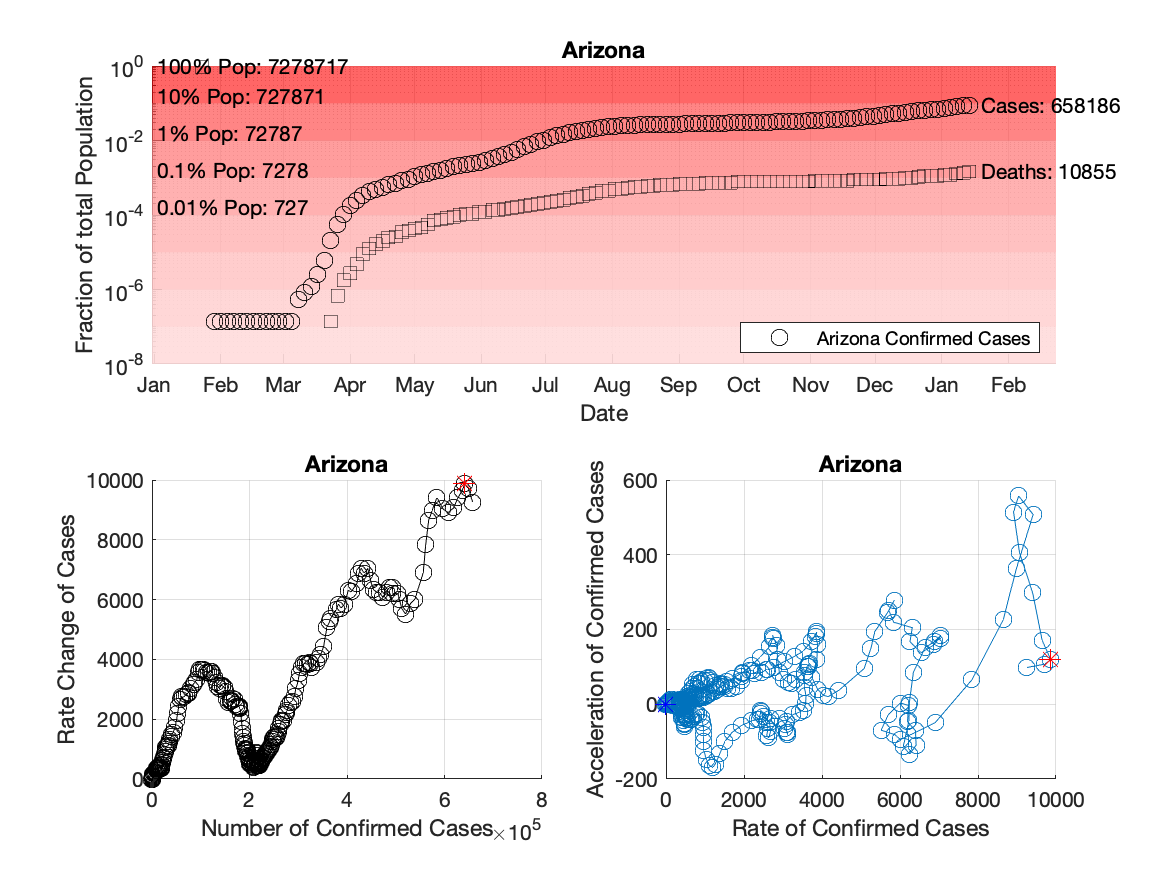 Arizona
10^0
10^-2
10^-4
10^-6
10^-8
Fraction of total Population
100% Pop: 7278717
10% Pop: 727871
1% Pop: 72787
0.1% Pop: 7278
0.01% Pop: 727
Cases: 658186
Deaths: 10855
Arizona Confirmed Cases
Jan Feb Mar Apr May Jun Jul Aug Sep Oct Nov Dec Jan Feb
Date
Arizona
10000
8000
6000
4000
2000
0
Rate Change of Cases
0 2 4 6 8
Number of Confirmed Cases ×10^5
Arizona
600
400
200
0
-200
Acceleration of Confirmed Cases
0 2000 4000 6000 8000 10000
Rate of Confirmed Cases